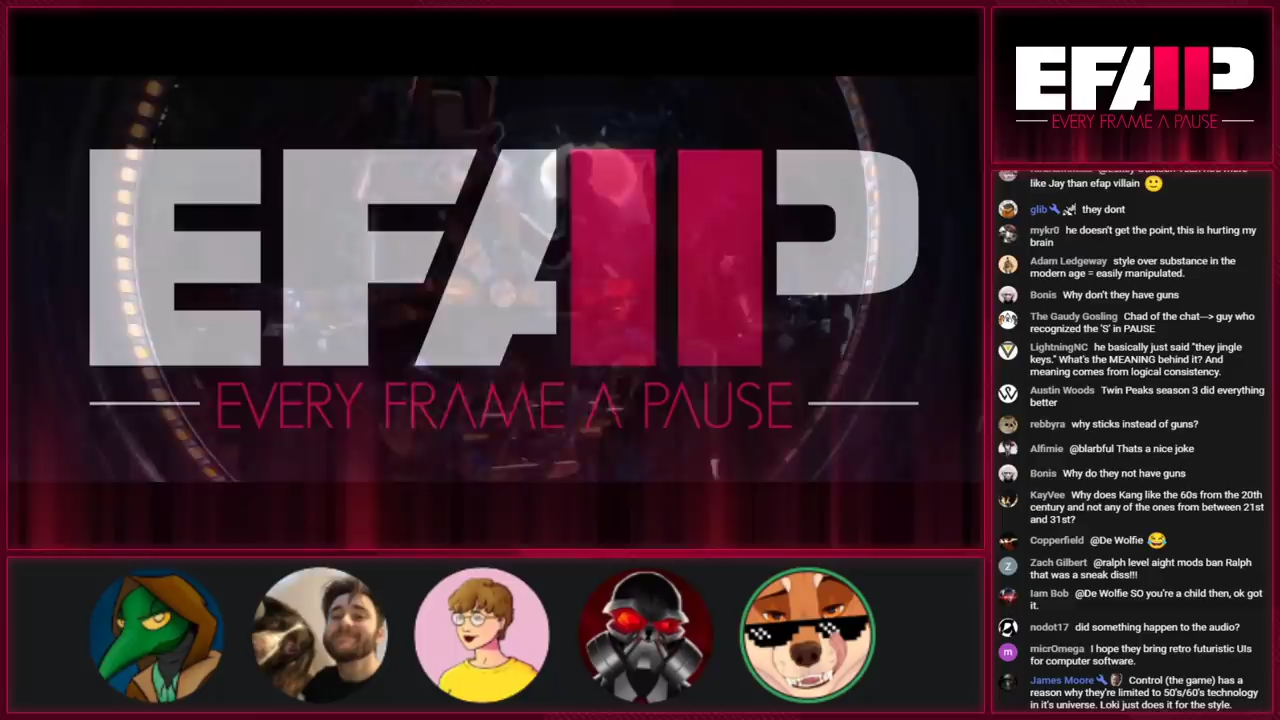 EFAP
EVERY FRAME A PAUSE
EFAP
EVERY FRAME A PAUSE
like Jay than efap villain
glib they dont
mykr0 he doesn't get the point, this is hurting my
brain
Adam Ledgeway style over substance in the
modern age = easily manipulated.
Bonis Why don't they have guns
The Gaudy Gosling Chad of the chat---> guy who
recognized the 'S' in PAUSE
LightningNC he basically just said "they jingle
keys." What's the MEANING behind it? And
meaning comes from logical consistency.
Austin Woods Twin Peaks season 3 did everything
better
rebbyra why sticks instead of guns?
Alfimie @blarbful Thats a nice joke
Bonis Why do they not have guns
KayVee Why does Kang like the 60s from the 20th
century and not any of the ones from between 21st
and 31st?
Copperfield @De Wolfie
Z
Zach Gilbert @ralph level aight mods ban Ralph
that was a sneak diss!!!
Iam Bob @De Wolfie SO you're a child then, ok got
it.
nodot17 did something happen to the audio?
m
micrOmega I hope they bring retro futuristic UIs
for computer software.
James Moore Control (the game) has a
reason why they're limited to 50's/60's technology
in it's universe. Loki just does it for the style.